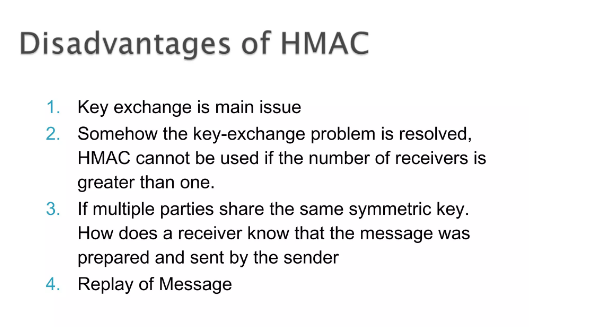 Disadvantages of HMAC
1. Key exchange is main issue
2. Somehow the key-exchange problem is resolved,
HMAC cannot be used if the number of receivers is
greater than one.
3. If multiple parties share the same symmetric key.
How does a receiver know that the message was
prepared and sent by the sender
4. Replay of Message